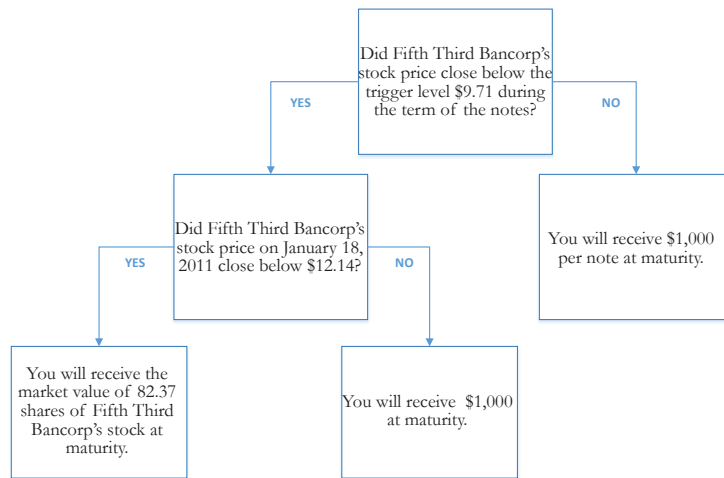 Did Fifth Third Bancorp's
stock price close below the
trigger level $9.71 during
the term of the notes?
YES
NO
Did Fifth Third Bancorp's
stock price on January 18,
2011 close below $12.14?
You will receive $1,000
per note at maturity.
YES
NO
You will receive the
market value of 82.37
shares of Fifth Third
Bancorp's stock at
maturity.
You will receive $1,000
at maturity.